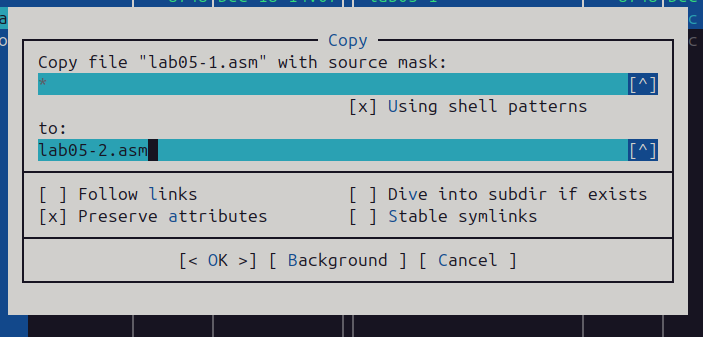 Copy
Copy file "lab05-1.asm" with source mask:
* [^]
[x] Using shell patterns
to:
lab05-2.asm [^]
[ ] Follow links [ ] Dive into subdir if exists
[x] Preserve attributes [ ] Stable symlinks
[< OK >] [ Background ] [ Cancel ]